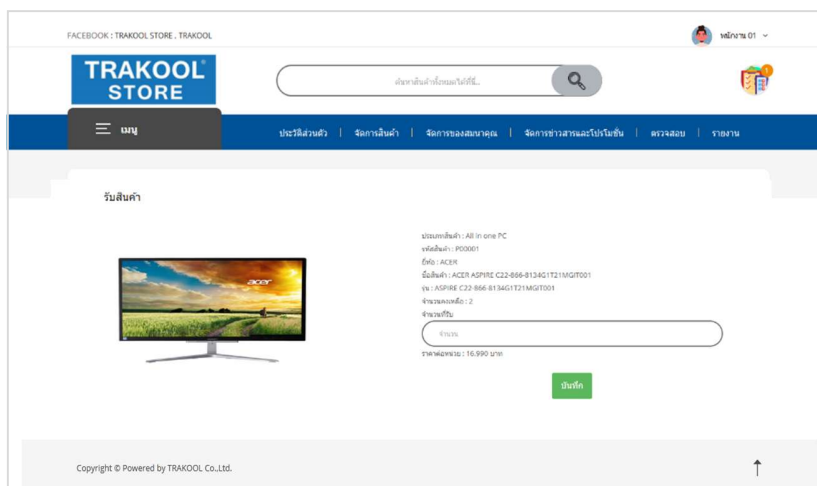 FACEBOOK : TRAKOOL STORE . TRAKOOL
พนักงาน 01
TRAKOOL
STORE
ค้นหาสินค้าทั้งหมดได้ที่นี่...
1
เมนู
ประวัติส่วนตัว | จัดการสินค้า | จัดการของสมนาคุณ | จัดการข่าวสารและโปรโมชั่น | ตรวจสอบ | รายงาน
รับสินค้า
acer
ประเภทสินค้า : All in one PC
รหัสสินค้า : P00001
ยี่ห้อ : ACER
ชื่อสินค้า : ACER ASPIRE C22-866-8134G1T21MGIT001
รุ่น : ASPIRE C22-866-8134G1T21MGIT001
จำนวนคงเหลือ : 2
จำนวนที่รับ
จำนวน
ราคาต่อหน่วย : 16,990 บาท
บันทึก
Copyright © Powered by TRAKOOL Co.,Ltd.